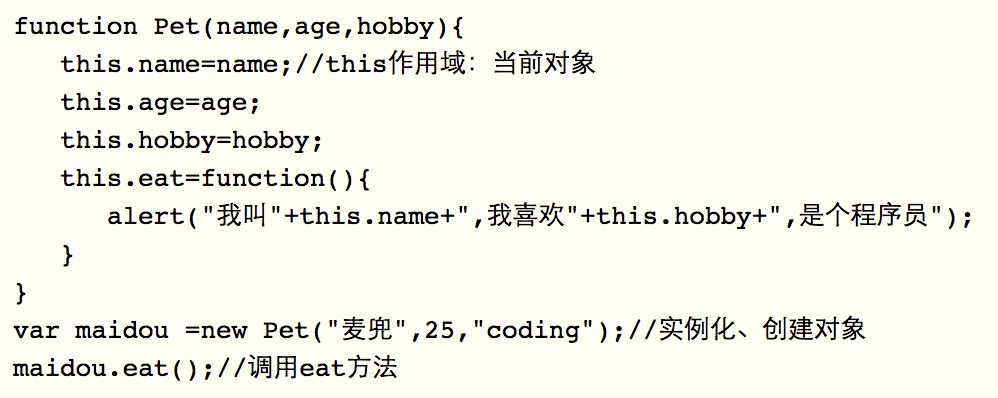 function Pet(name,age,hobby){
   this.name=name;//this作用域：当前对象
   this.age=age;
   this.hobby=hobby;
   this.eat=function(){
      alert("我叫"+this.name+",我喜欢"+this.hobby+",是个程序员");
   }
}
var maidou =new Pet("麦兜",25,"coding");//实例化、创建对象
maidou.eat();//调用eat方法